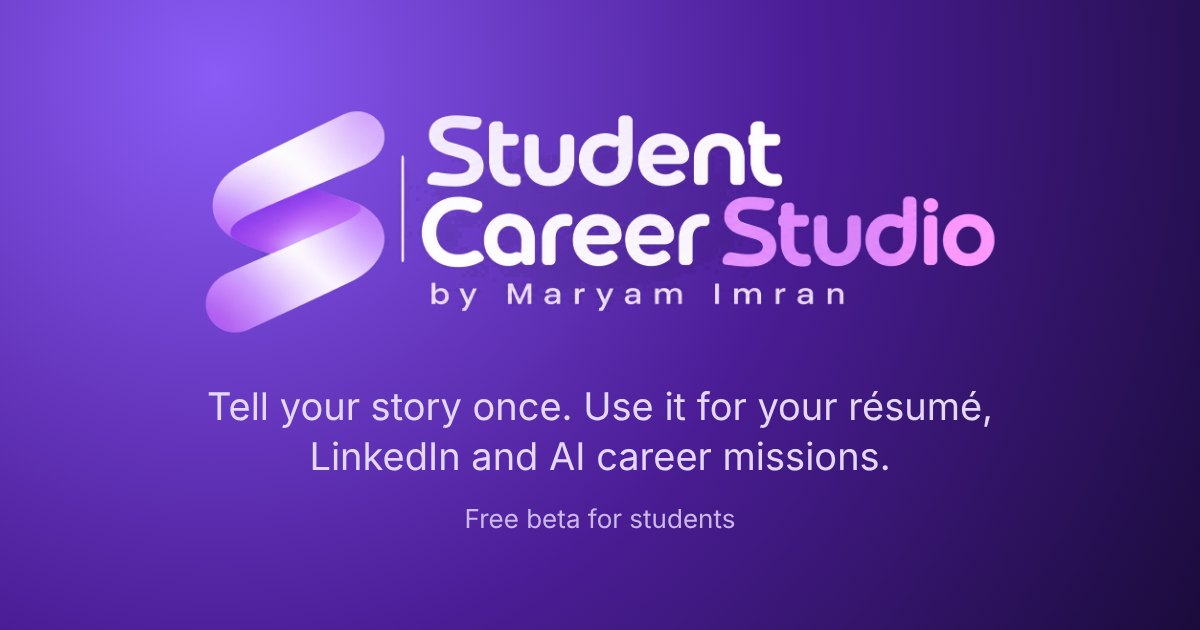 Student
Career Studio
by Maryam Imran
Tell your story once. Use it for your résumé,
LinkedIn and AI career missions.
Free beta for students